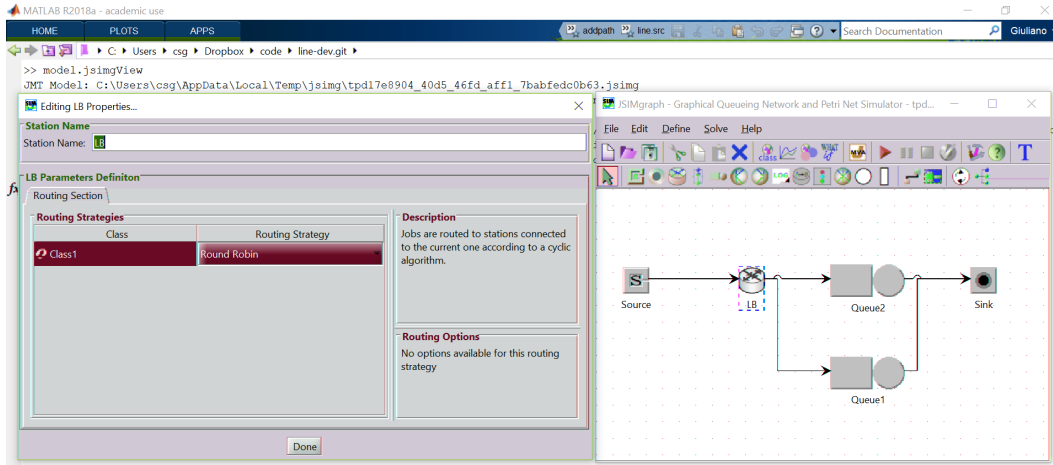 MATLAB R2018a - academic use
HOME PLOTS APPS addpath line.src Search Documentation Giuliano
C: Users csg Dropbox code line-dev.git
>> model.jsimgView
JMT Model: C:\Users\csg\AppData\Local\Temp\jsimg\tpd17e8904_40d5_46fd_aff1_7babfedc0b63.jsimg
Editing LB Properties...
Station Name
Station Name: LB
LB Parameters Definiton
Routing Section
Routing Strategies
Class Routing Strategy
Class1 Round Robin
Description
Jobs are routed to stations connected
to the current one according to a cyclic
algorithm.
Routing Options
No options available for this routing
strategy
Done
fx
JSIMgraph - Graphical Queueing Network and Petri Net Simulator - tpd...
File Edit Define Solve Help
class WHAT IF MVA T
LOG
S
Source
LB
Queue2
Sink
Queue1